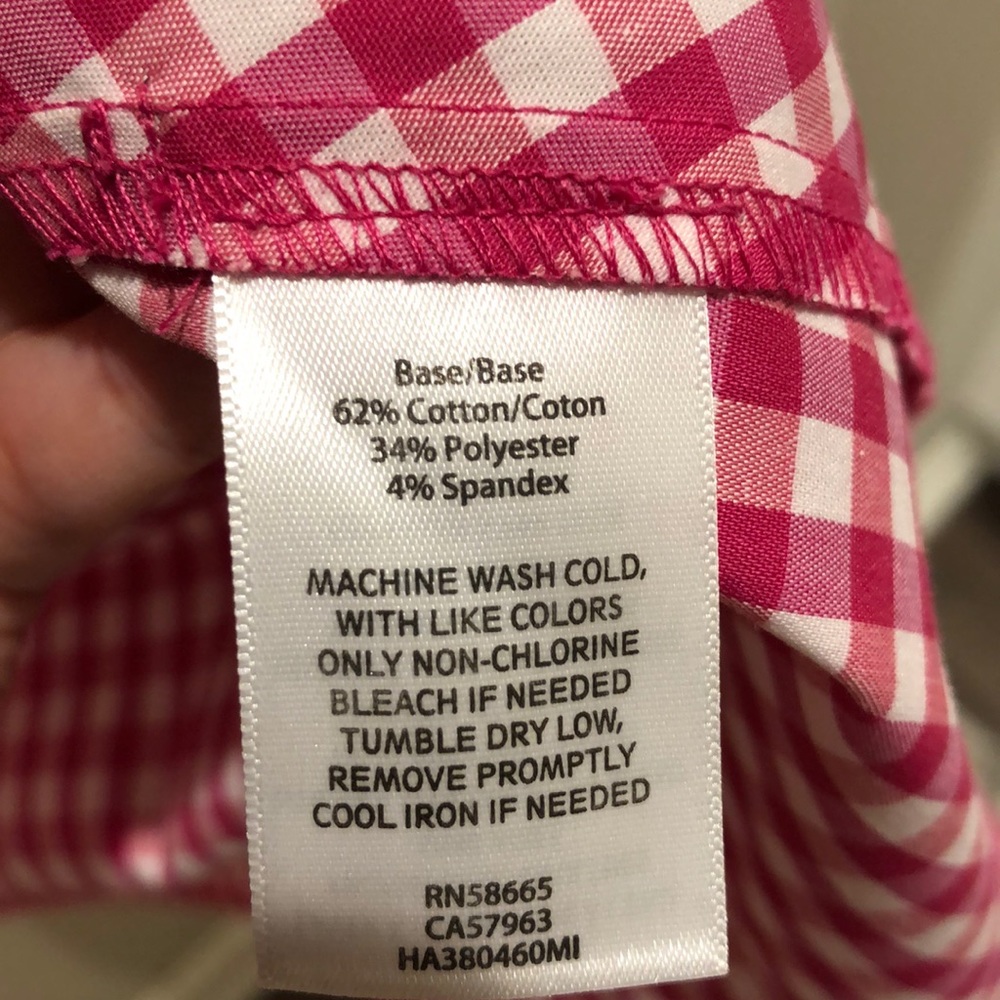 Base/Base
62% Cotton/Coton
34% Polyester
4% Spandex
MACHINE WASH COLD,
WITH LIKE COLORS
ONLY NON-CHLORINE
BLEACH IF NEEDED
TUMBLE DRY LOW,
REMOVE PROMPTLY
COOL IRON IF NEEDED
RN58665
CA57963
HA380460MI